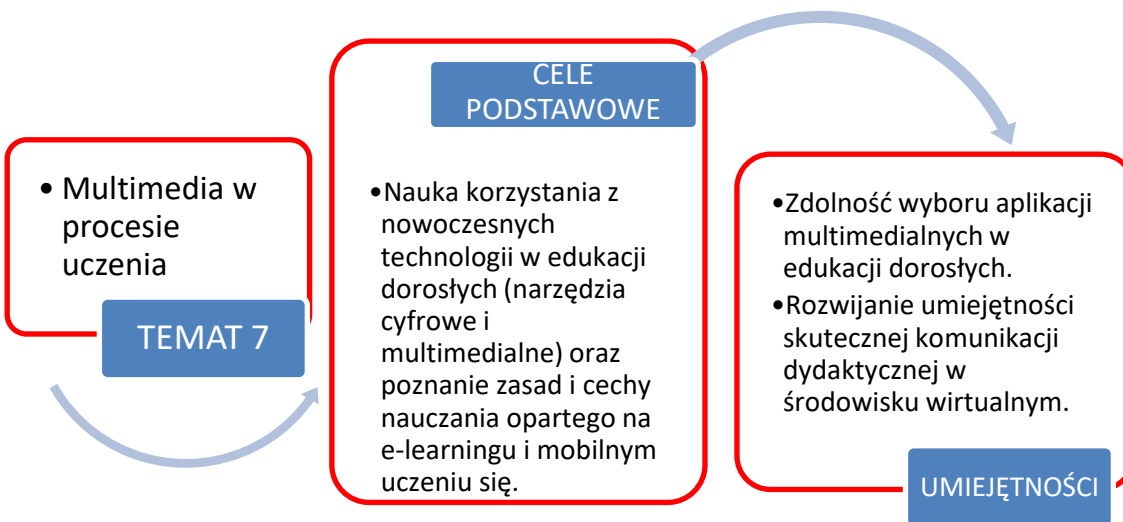 • Multimedia w
procesie
uczenia
TEMAT 7
CELE
PODSTAWOWE
•Nauka korzystania z
nowoczesnych
technologii w edukacji
dorosłych (narzędzia
cyfrowe i
multimedialne) oraz
poznanie zasad i cechy
nauczania opartego na
e-learningu i mobilnym
uczeniu się.
•Zdolność wyboru aplikacji
multimedialnych w
edukacji dorosłych.
•Rozwijanie umiejętności
skutecznej komunikacji
dydaktycznej w
środowisku wirtualnym.
UMIEJĘTNOŚCI